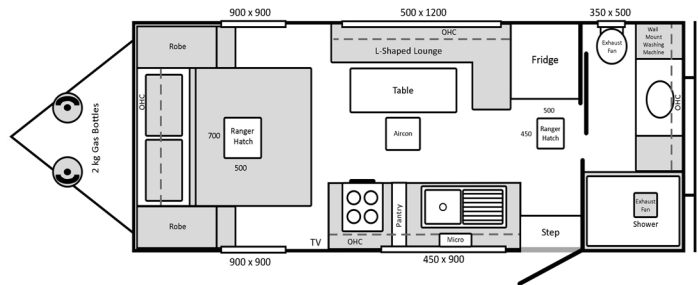 900 x 900
500 x 1200
350 x 500
Robe
OHC
L-Shaped Lounge
Fridge
Exhaust
Fan
Wall
Mount
Washing
Machine
2 kg Gas Bottles
OHC
700
Ranger
Hatch
500
Table
Aircon
500
450
Ranger
Hatch
OHC
Robe
TV
OHC
Pantry
Micro
Step
Exhaust
Fan
Shower
900 x 900
450 x 900